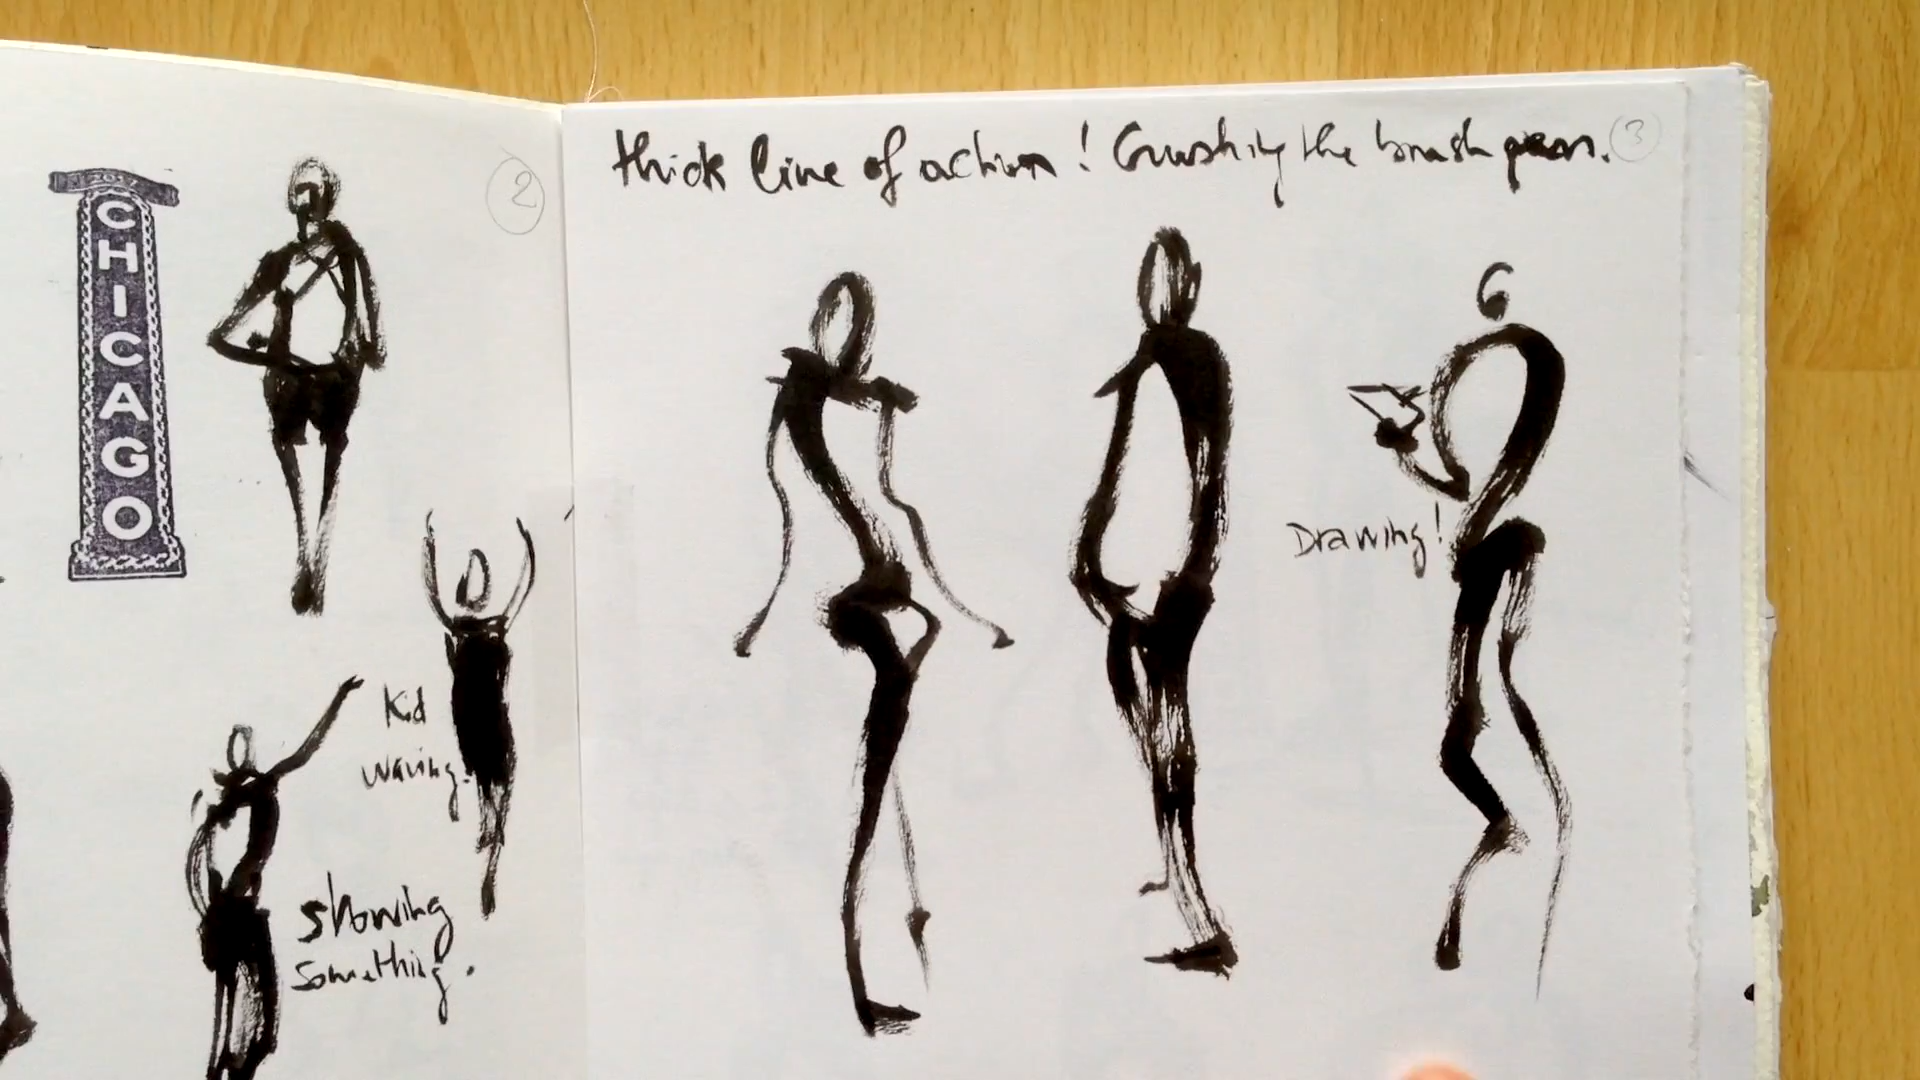 2017
CHICAGO
2
Kid
waving.
showing
something.
thick line of action! Crushing the brush pen.
3
Drawing!